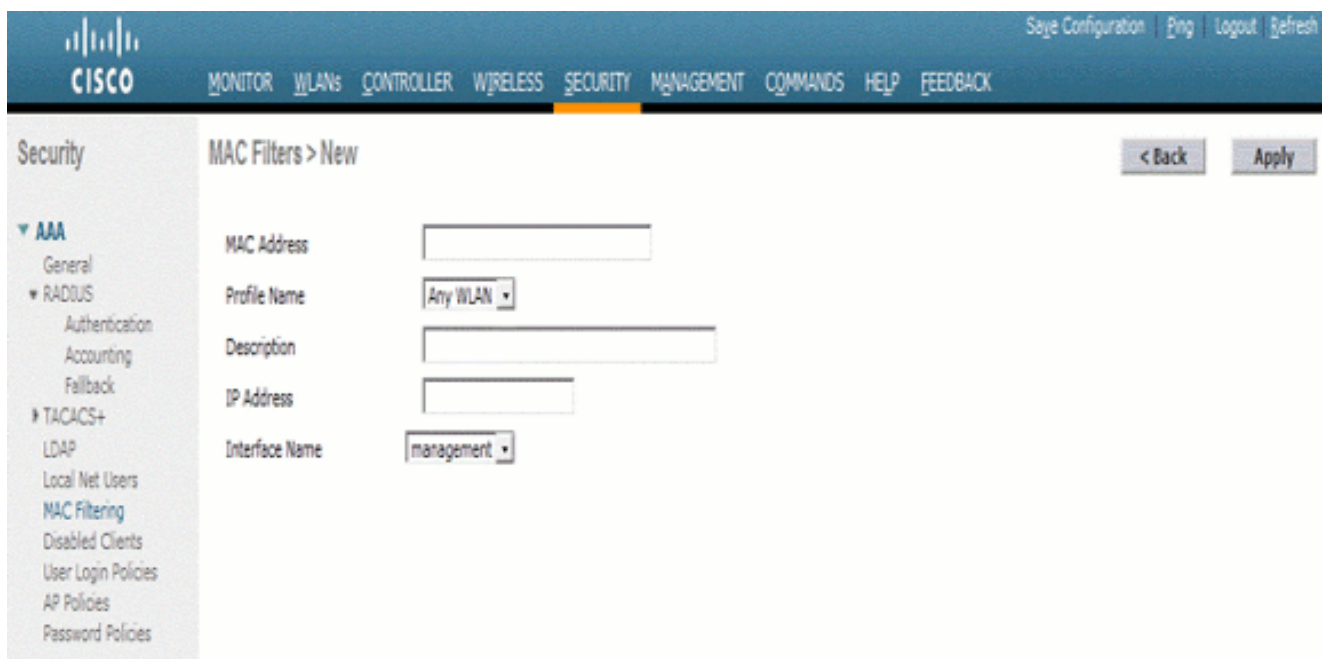 Save Configuration | Ping | Logout | Refresh
CISCO
MONITOR WLANs CONTROLLER WIRELESS SECURITY MANAGEMENT COMMANDS HELP FEEDBACK
Security
MAC Filters > New
< Back
Apply
AAA
General
RADIUS
Authentication
Accounting
Fallback
TACACS+
LDAP
Local Net Users
MAC Filtering
Disabled Clients
User Login Policies
AP Policies
Password Policies
MAC Address
Profile Name Any WLAN
Description
IP Address
Interface Name management